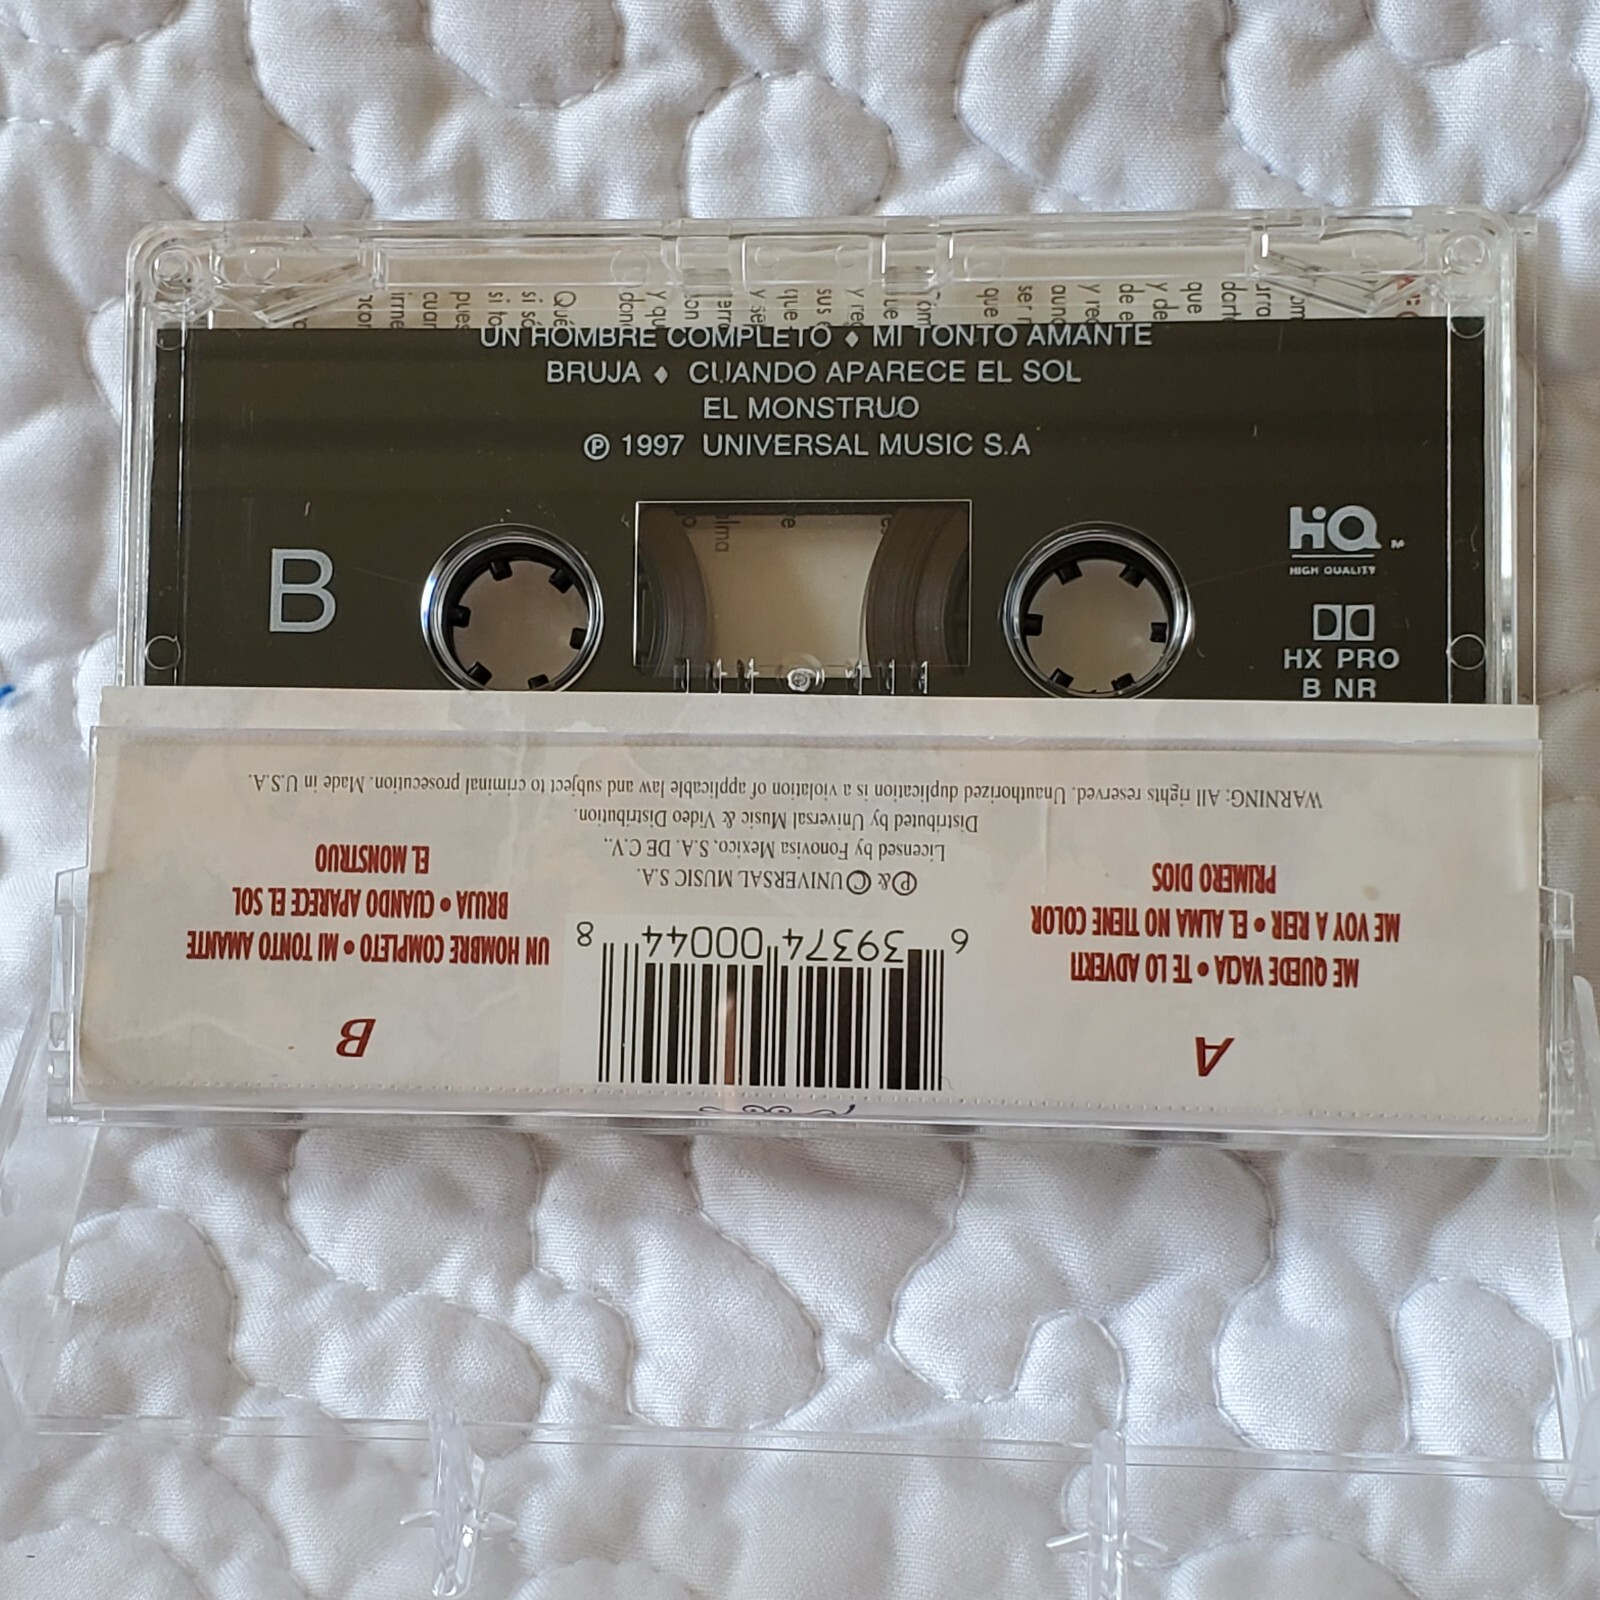 UN HOMBRE COMPLETO ♦ MI TONTO AMANTE
BRUJA ♦ CUANDO APARECE EL SOL
EL MONSTRUO
℗ 1997 UNIVERSAL MUSIC S.A
B
HiQ
HIGH QUALITY
HX PRO
B NR
A
ME QUEDE VACIA • TE LO ADVERTI
ME VOY A REIR • EL ALMA NO TIENE COLOR
PRIMERO DIOS
6 39374 00044 8
℗ & © UNIVERSAL MUSIC S.A.
Licensed by Fonovisa Mexico, S.A. DE C.V.,
Distributed by Universal Music & Video Distribution.
WARNING: All rights reserved. Unauthorized duplication is a violation of applicable law and subject to criminal prosecution. Made in U.S.A.
B
UN HOMBRE COMPLETO • MI TONTO AMANTE
BRUJA • CUANDO APARECE EL SOL
EL MONSTRUO